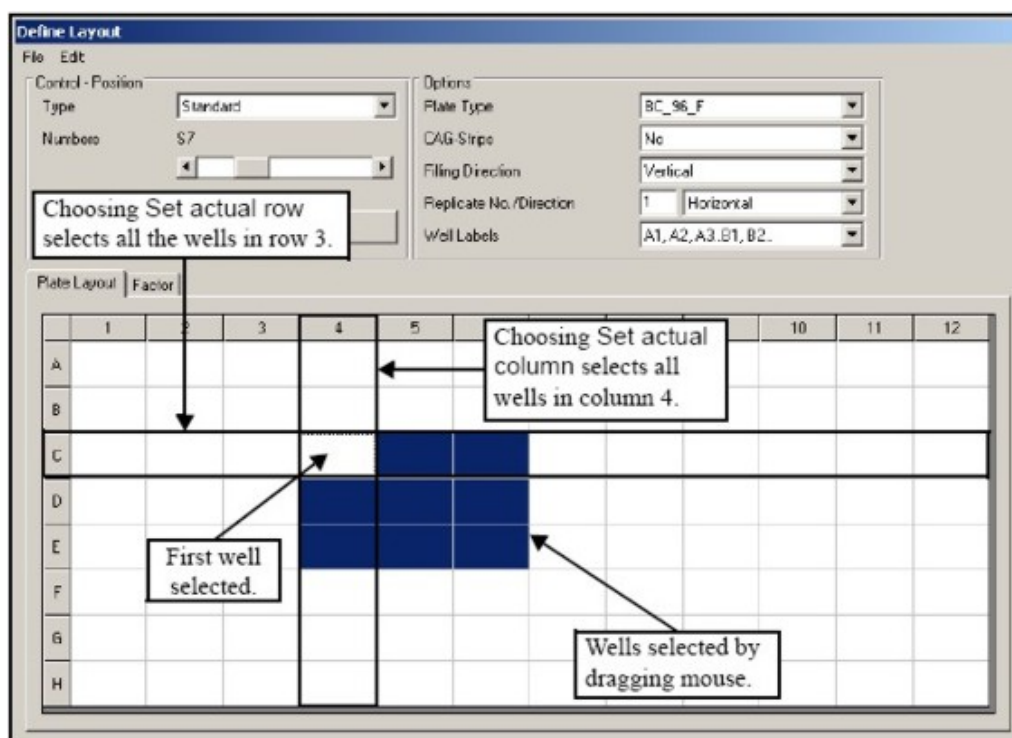 Define Layout
File Edit
Control - Position
Type Standard
Numbers S7
Options
Plate Type BC_96_F
CAG-Strips No
Filing Direction Vertical
Replicate No./Direction 1 Horizontal
Well Labels A1, A2, A3..B1, B2..
Choosing Set actual row
selects all the wells in row 3.
Plate Layout Factor
1 2 3 4 5 10 11 12
Choosing Set actual
column selects all
wells in column 4.
A
B
C
D
E
First well
selected.
F
G
Wells selected by
dragging mouse.
H